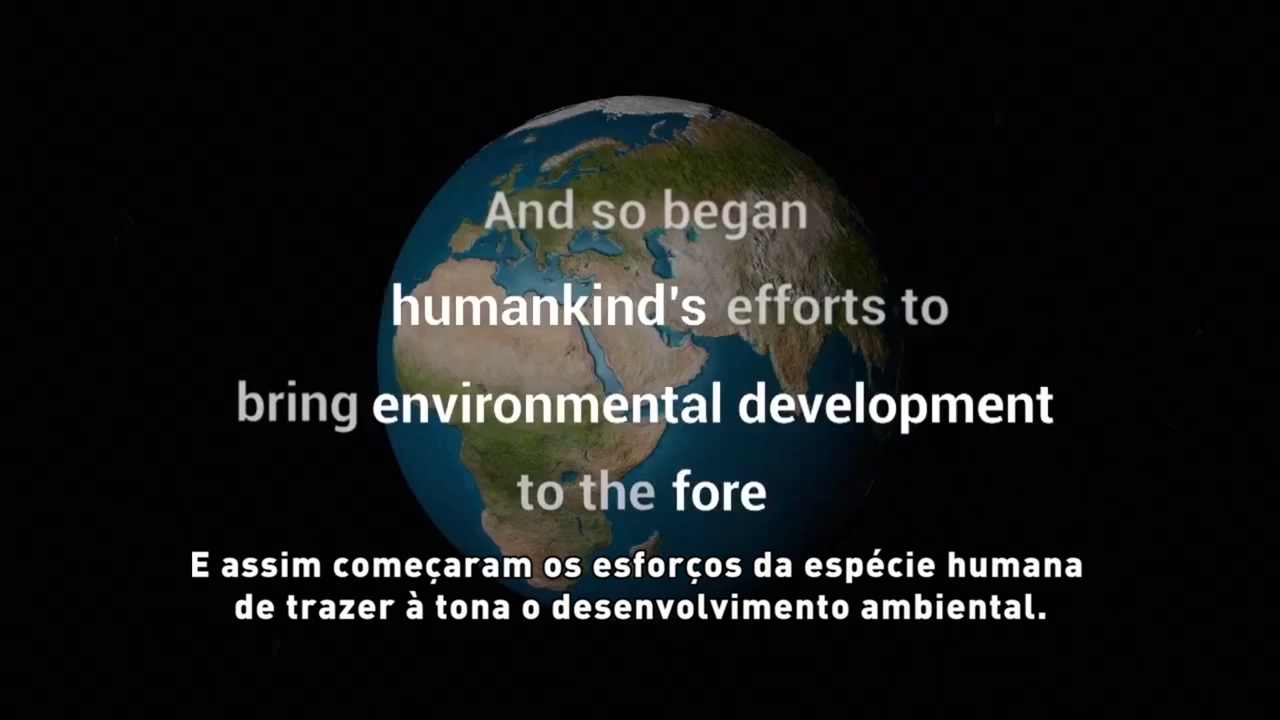 And so began
humankind's efforts to
bring environmental development
to the fore
E assim começaram os esforços da espécie humana
de trazer à tona o desenvolvimento ambiental.